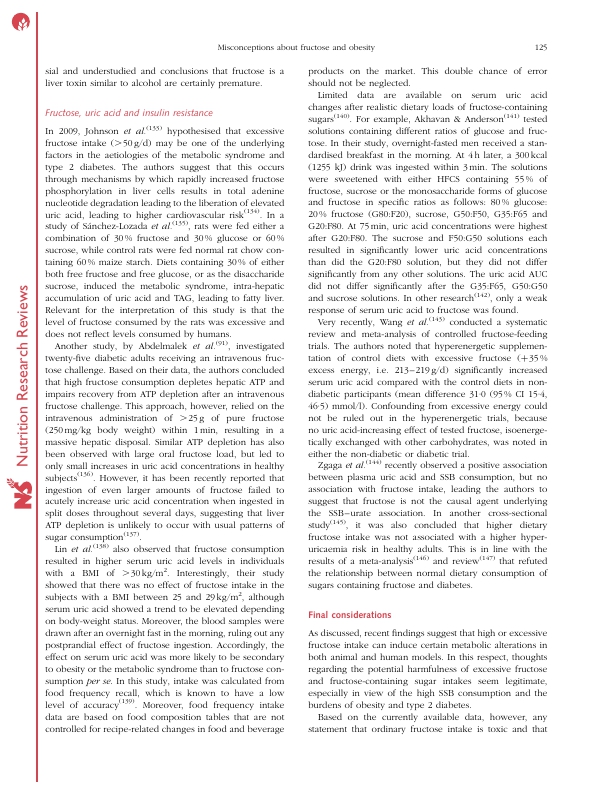 Misconceptions about fructose and obesity
125
sial and understudied and conclusions that fructose is a
liver toxin similar to alcohol are certainly premature.
Fructose, uric acid and insulin resistance
In 2009, Johnson et al.(133) hypothesised that excessive
fructose intake (>50 g/d) may be one of the underlying
factors in the aetiologies of the metabolic syndrome and
type 2 diabetes. The authors suggest that this occurs
through mechanisms by which rapidly increased fructose
phosphorylation in liver cells results in total adenine
nucleotide degradation leading to the liberation of elevated
uric acid, leading to higher cardiovascular risk(134). In a
study of Sánchez-Lozada et al.(135), rats were fed either a
combination of 30 % fructose and 30 % glucose or 60 %
sucrose, while control rats were fed normal rat chow con-
taining 60 % maize starch. Diets containing 30 % of either
both free fructose and free glucose, or as the disaccharide
sucrose, induced the metabolic syndrome, intra-hepatic
accumulation of uric acid and TAG, leading to fatty liver.
Relevant for the interpretation of this study is that the
level of fructose consumed by the rats was excessive and
does not reflect levels consumed by humans.
Another study, by Abdelmalek et al.(91), investigated
twenty-five diabetic adults receiving an intravenous fruc-
tose challenge. Based on their data, the authors concluded
that high fructose consumption depletes hepatic ATP and
impairs recovery from ATP depletion after an intravenous
fructose challenge. This approach, however, relied on the
intravenous administration of >25 g of pure fructose
(250 mg/kg body weight) within 1 min, resulting in a
massive hepatic disposal. Similar ATP depletion has also
been observed with large oral fructose load, but led to
only small increases in uric acid concentrations in healthy
subjects(136). However, it has been recently reported that
ingestion of even larger amounts of fructose failed to
acutely increase uric acid concentration when ingested in
split doses throughout several days, suggesting that liver
ATP depletion is unlikely to occur with usual patterns of
sugar consumption(137).
Lin et al.(138) also observed that fructose consumption
resulted in higher serum uric acid levels in individuals
with a BMI of >30 kg/m2. Interestingly, their study
showed that there was no effect of fructose intake in the
subjects with a BMI between 25 and 29 kg/m2, although
serum uric acid showed a trend to be elevated depending
on body-weight status. Moreover, the blood samples were
drawn after an overnight fast in the morning, ruling out any
postprandial effect of fructose ingestion. Accordingly, the
effect on serum uric acid was more likely to be secondary
to obesity or the metabolic syndrome than to fructose con-
sumption per se. In this study, intake was calculated from
food frequency recall, which is known to have a low
level of accuracy(139). Moreover, food frequency intake
data are based on food composition tables that are not
controlled for recipe-related changes in food and beverage
products on the market. This double chance of error
should not be neglected.
Limited data are available on serum uric acid
changes after realistic dietary loads of fructose-containing
sugars(140). For example, Akhavan & Anderson(141) tested
solutions containing different ratios of glucose and fruc-
tose. In their study, overnight-fasted men received a stan-
dardised breakfast in the morning. At 4 h later, a 300 kcal
(1255 kJ) drink was ingested within 3 min. The solutions
were sweetened with either HFCS containing 55 % of
fructose, sucrose or the monosaccharide forms of glucose
and fructose in specific ratios as follows: 80 % glucose:
20 % fructose (G80:F20), sucrose, G50:F50, G35:F65 and
G20:F80. At 75 min, uric acid concentrations were highest
after G20:F80. The sucrose and F50:G50 solutions each
resulted in significantly lower uric acid concentrations
than did the G20:F80 solution, but they did not differ
significantly from any other solutions. The uric acid AUC
did not differ significantly after the G35:F65, G50:G50
and sucrose solutions. In other research(142), only a weak
response of serum uric acid to fructose was found.
Very recently, Wang et al.(143) conducted a systematic
review and meta-analysis of controlled fructose-feeding
trials. The authors noted that hyperenergetic supplemen-
tation of control diets with excessive fructose (+35 %
excess energy, i.e. 213–219 g/d) significantly increased
serum uric acid compared with the control diets in non-
diabetic participants (mean difference 31·0 (95 % CI 15·4,
46·5) mmol/l). Confounding from excessive energy could
not be ruled out in the hyperenergetic trials, because
no uric acid-increasing effect of tested fructose, isoenerge-
tically exchanged with other carbohydrates, was noted in
either the non-diabetic or diabetic trial.
Zgaga et al.(144) recently observed a positive association
between plasma uric acid and SSB consumption, but no
association with fructose intake, leading the authors to
suggest that fructose is not the causal agent underlying
the SSB–urate association. In another cross-sectional
study(145), it was also concluded that higher dietary
fructose intake was not associated with a higher hyper-
uricaemia risk in healthy adults. This is in line with the
results of a meta-analysis(146) and review(147) that refuted
the relationship between normal dietary consumption of
sugars containing fructose and diabetes.
Final considerations
As discussed, recent findings suggest that high or excessive
fructose intake can induce certain metabolic alterations in
both animal and human models. In this respect, thoughts
regarding the potential harmfulness of excessive fructose
and fructose-containing sugar intakes seem legitimate,
especially in view of the high SSB consumption and the
burdens of obesity and type 2 diabetes.
Based on the currently available data, however, any
statement that ordinary fructose intake is toxic and that
Nutrition Research Reviews
NS